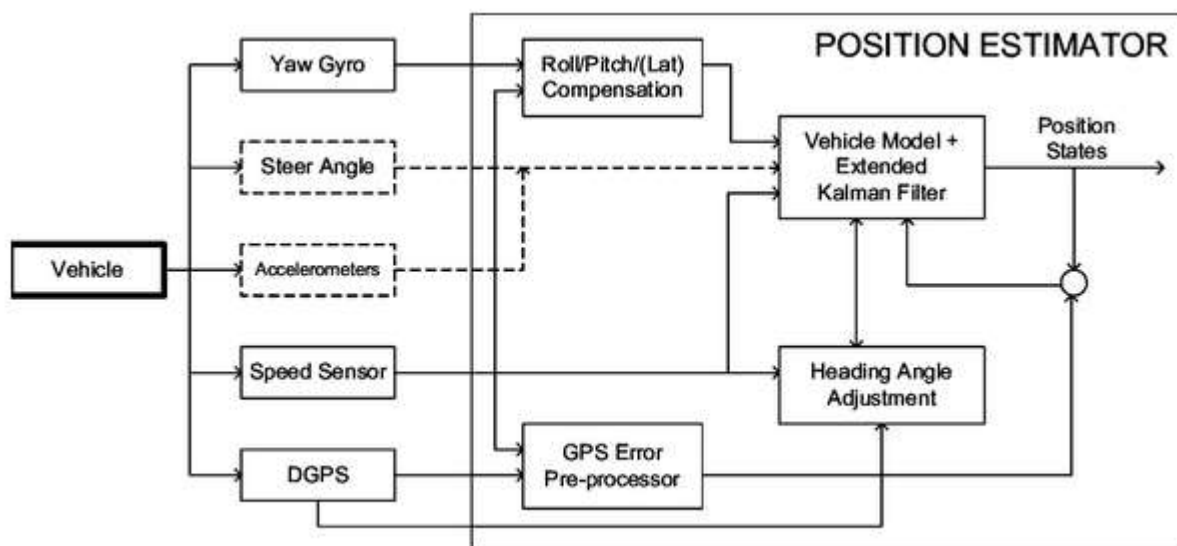 POSITION ESTIMATOR
Yaw Gyro
Roll/Pitch/(Lat)
Compensation
Steer Angle
Vehicle Model +
Extended
Kalman Filter
Position
States
Vehicle
Accelerometers
Speed Sensor
Heading Angle
Adjustment
DGPS
GPS Error
Pre-processor